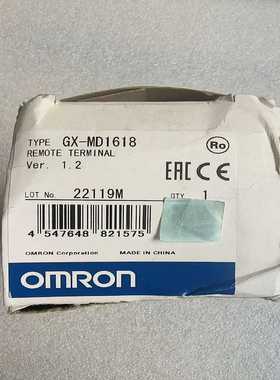 TYPE GX-MD1618
REMOTE TERMINAL
Ver. 1.2
Ro
EAC CE
LOT No. 22119M QTY 1
4 547648 821575
OMRON Corporation MADE IN CHINA
OMRON